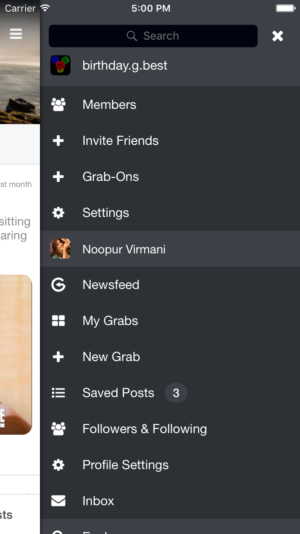 Carrier 5:00 PM
Search
birthday.g.best
Members
Invite Friends
Grab-Ons
Settings
Noopur Virmani
Newsfeed
My Grabs
New Grab
Saved Posts 3
Followers & Following
Profile Settings
Inbox
st month
sitting
aring
sts